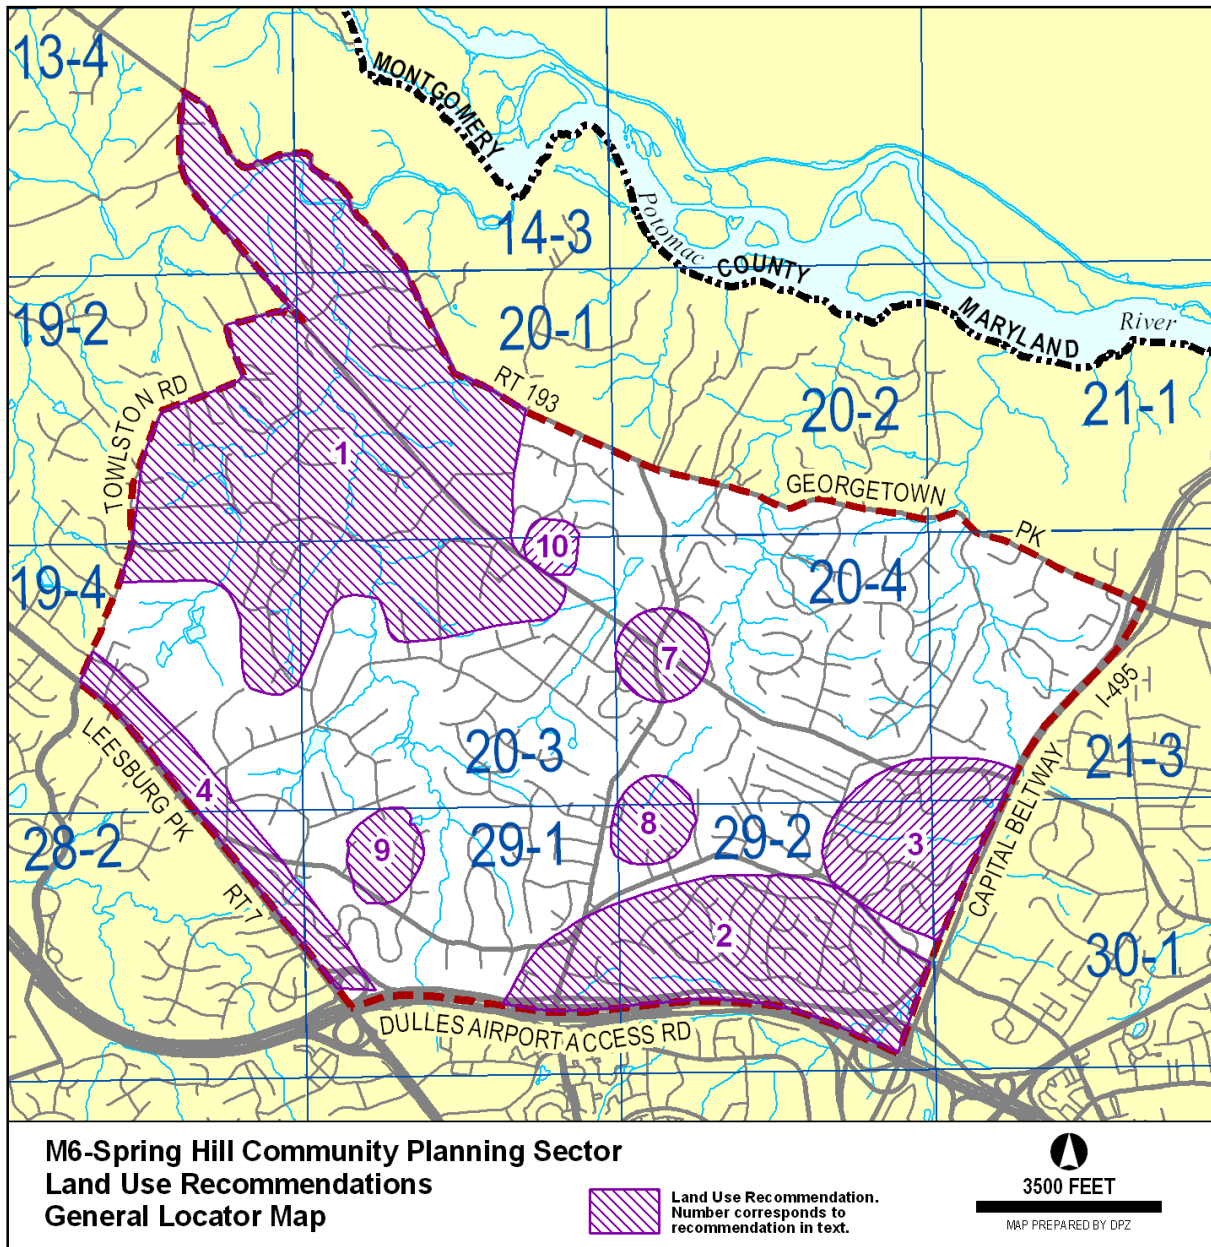 13-4
MONTGOMERY
14-3
Potomac
COUNTY
MARYLAND
River
19-2
20-1
RT 193
20-2
21-1
TOWLSTON RD
1
GEORGETOWN
PK
10
19-4
20-4
7
I-495
LEESBURG PK
4
20-3
21-3
CAPITAL BELTWAY
28-2
9
29-1
8
29-2
3
RT 7
2
30-1
DULLES AIRPORT ACCESS RD
M6-Spring Hill Community Planning Sector
Land Use Recommendations
General Locator Map
Land Use Recommendation.
Number corresponds to
recommendation in text.
3500 FEET
MAP PREPARED BY DPZ